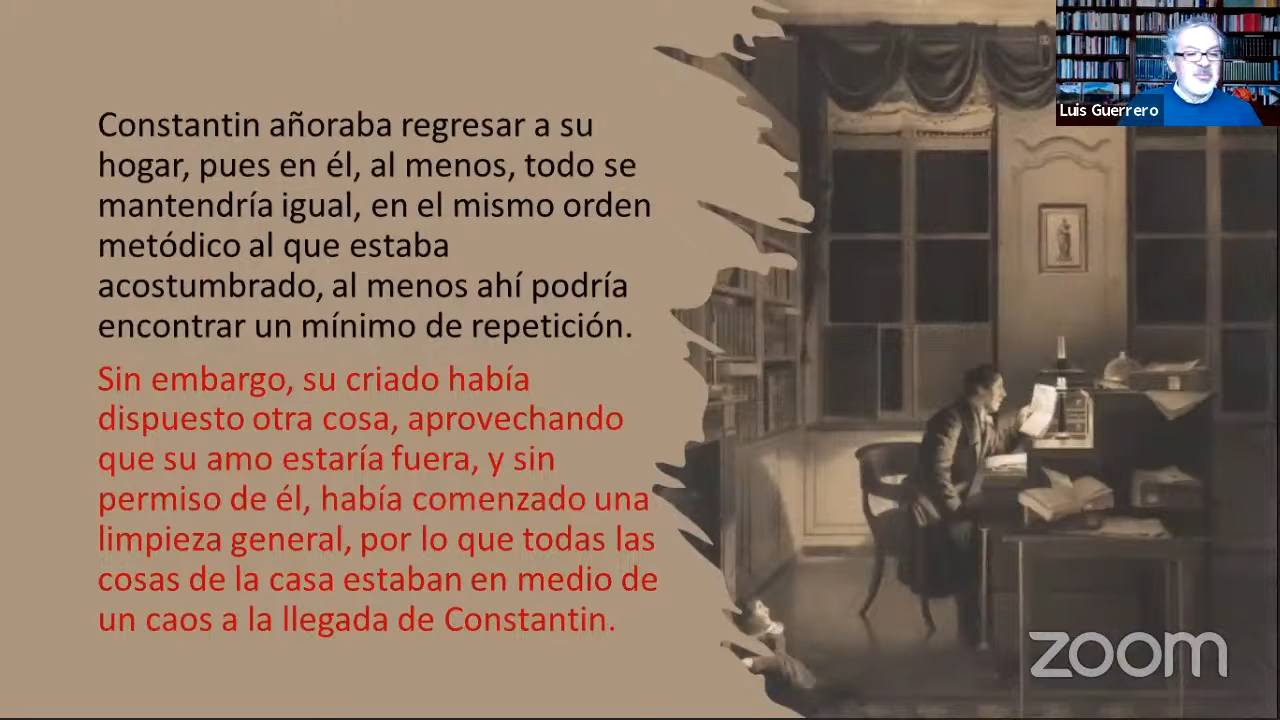 Constantin añoraba regresar a su
hogar, pues en él, al menos, todo se
mantendría igual, en el mismo orden
metódico al que estaba
acostumbrado, al menos ahí podría
encontrar un mínimo de repetición.
Sin embargo, su criado había
dispuesto otra cosa, aprovechando
que su amo estaría fuera, y sin
permiso de él, había comenzado una
limpieza general, por lo que todas las
cosas de la casa estaban en medio de
un caos a la llegada de Constantin.
Luis Guerrero
zoom